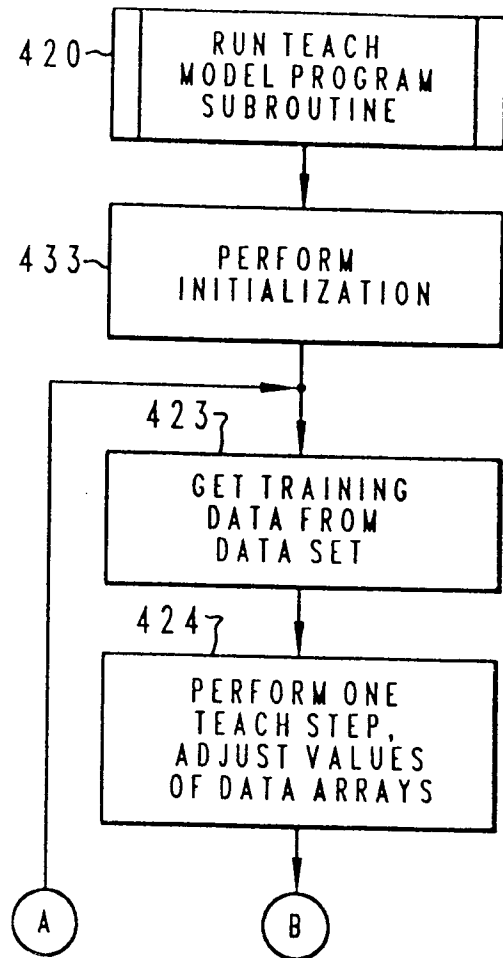 420
RUN TEACH
MODEL PROGRAM
SUBROUTINE
433
PERFORM
INITIALIZATION
423
GET TRAINING
DATA FROM
DATA SET
424
PERFORM ONE
TEACH STEP,
ADJUST VALUES
OF DATA ARRAYS
A
B